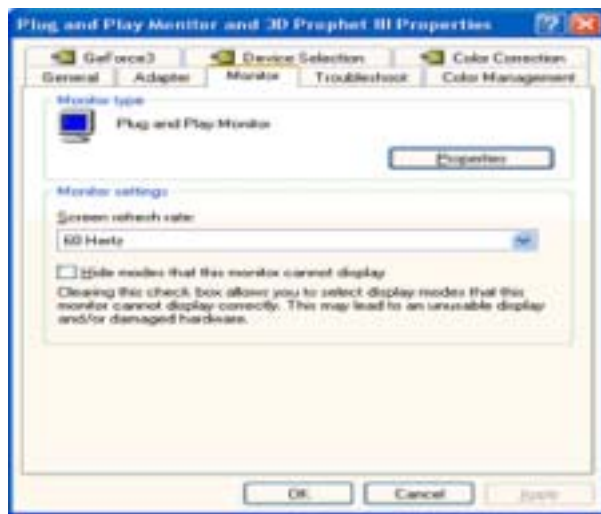 Plug and Play Monitor and 3D Prophet III Properties
GeForce3 Device Selection Color Correction
General Adapter Monitor Troubleshoot Color Management
Monitor type
Plug and Play Monitor
Properties
Monitor settings
Screen refresh rate:
60 Hertz
Hide modes that this monitor cannot display
Clearing this check box allows you to select display modes that this
monitor cannot display correctly. This may lead to an unusable display
and/or damaged hardware.
OK Cancel Apply